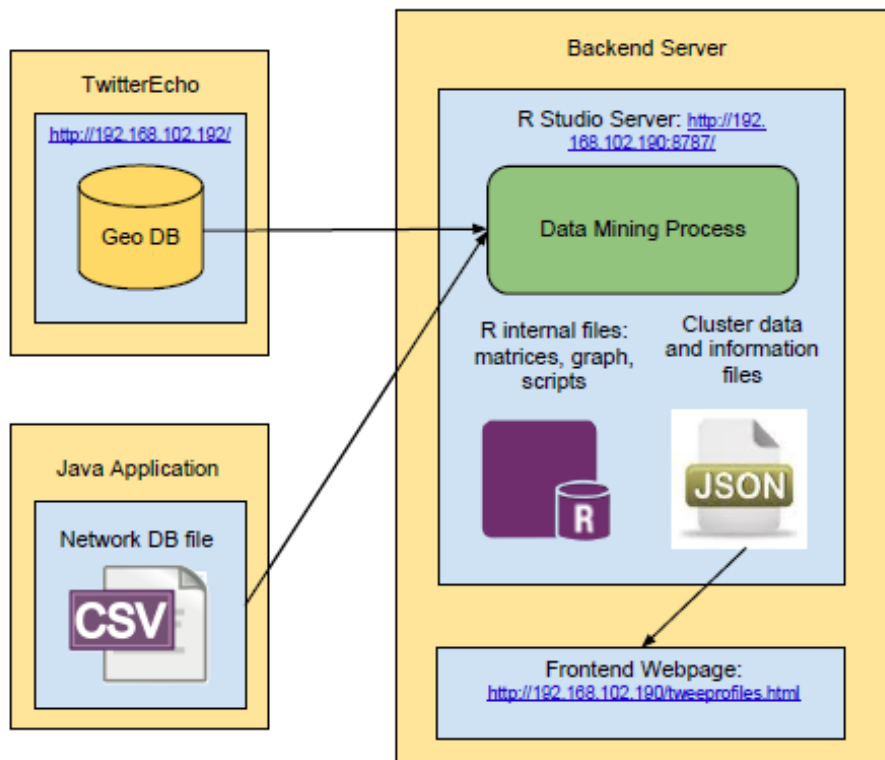 TwitterEcho
http://192.168.102.192/
Geo DB
Java Application
Network DB file
CSV
Backend Server
R Studio Server: http://192.
168.102.190:8787/
Data Mining Process
R internal files:
matrices, graph,
scripts
R
Cluster data
and information
files
JSON
Frontend Webpage:
http://192.168.102.190/tweeprofiles.html